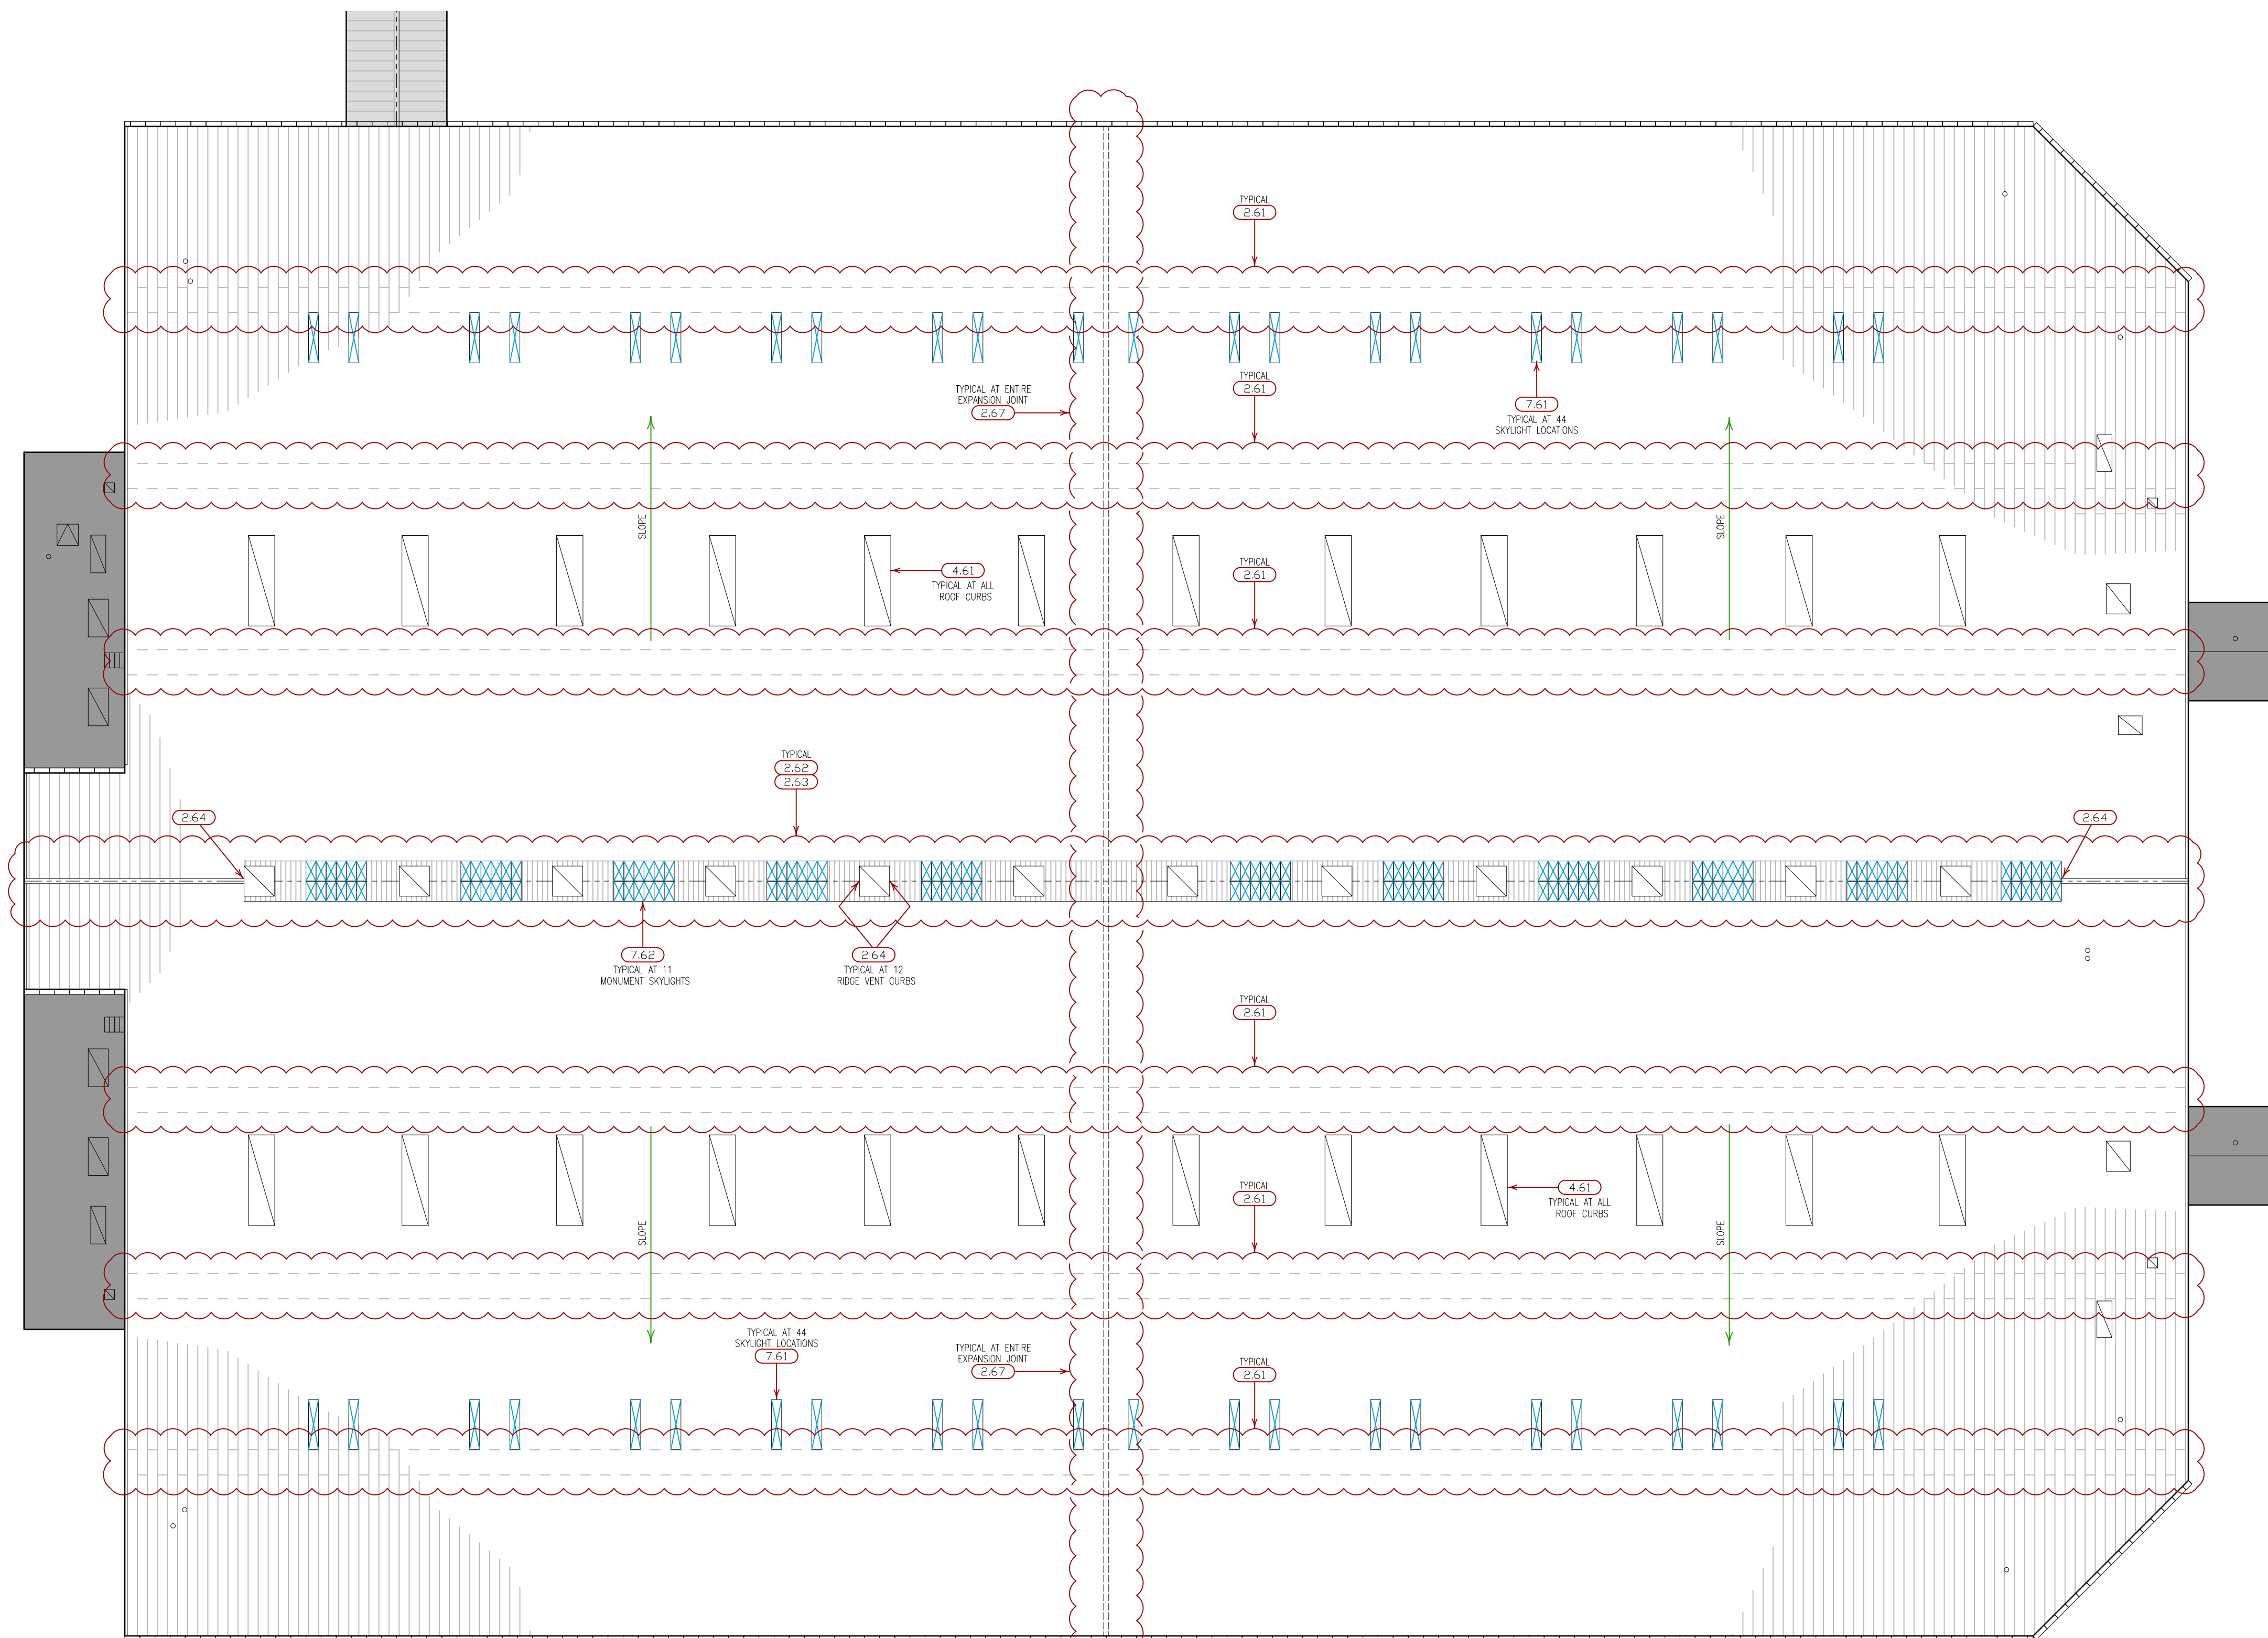 TYPICAL
2.61
TYPICAL
2.61
TYPICAL AT ENTIRE
EXPANSION JOINT
2.67
7.61
TYPICAL AT 44
SKYLIGHT LOCATIONS
SLOPE
SLOPE
4.61
TYPICAL AT ALL
ROOF CURBS
TYPICAL
2.61
TYPICAL
2.62
2.63
2.64
2.64
7.62
TYPICAL AT 11
MONUMENT SKYLIGHTS
2.64
TYPICAL AT 12
RIDGE VENT CURBS
TYPICAL
2.61
4.61
TYPICAL AT ALL
ROOF CURBS
TYPICAL
2.61
SLOPE
SLOPE
TYPICAL AT 44
SKYLIGHT LOCATIONS
7.61
TYPICAL AT ENTIRE
EXPANSION JOINT
2.67
TYPICAL
2.61